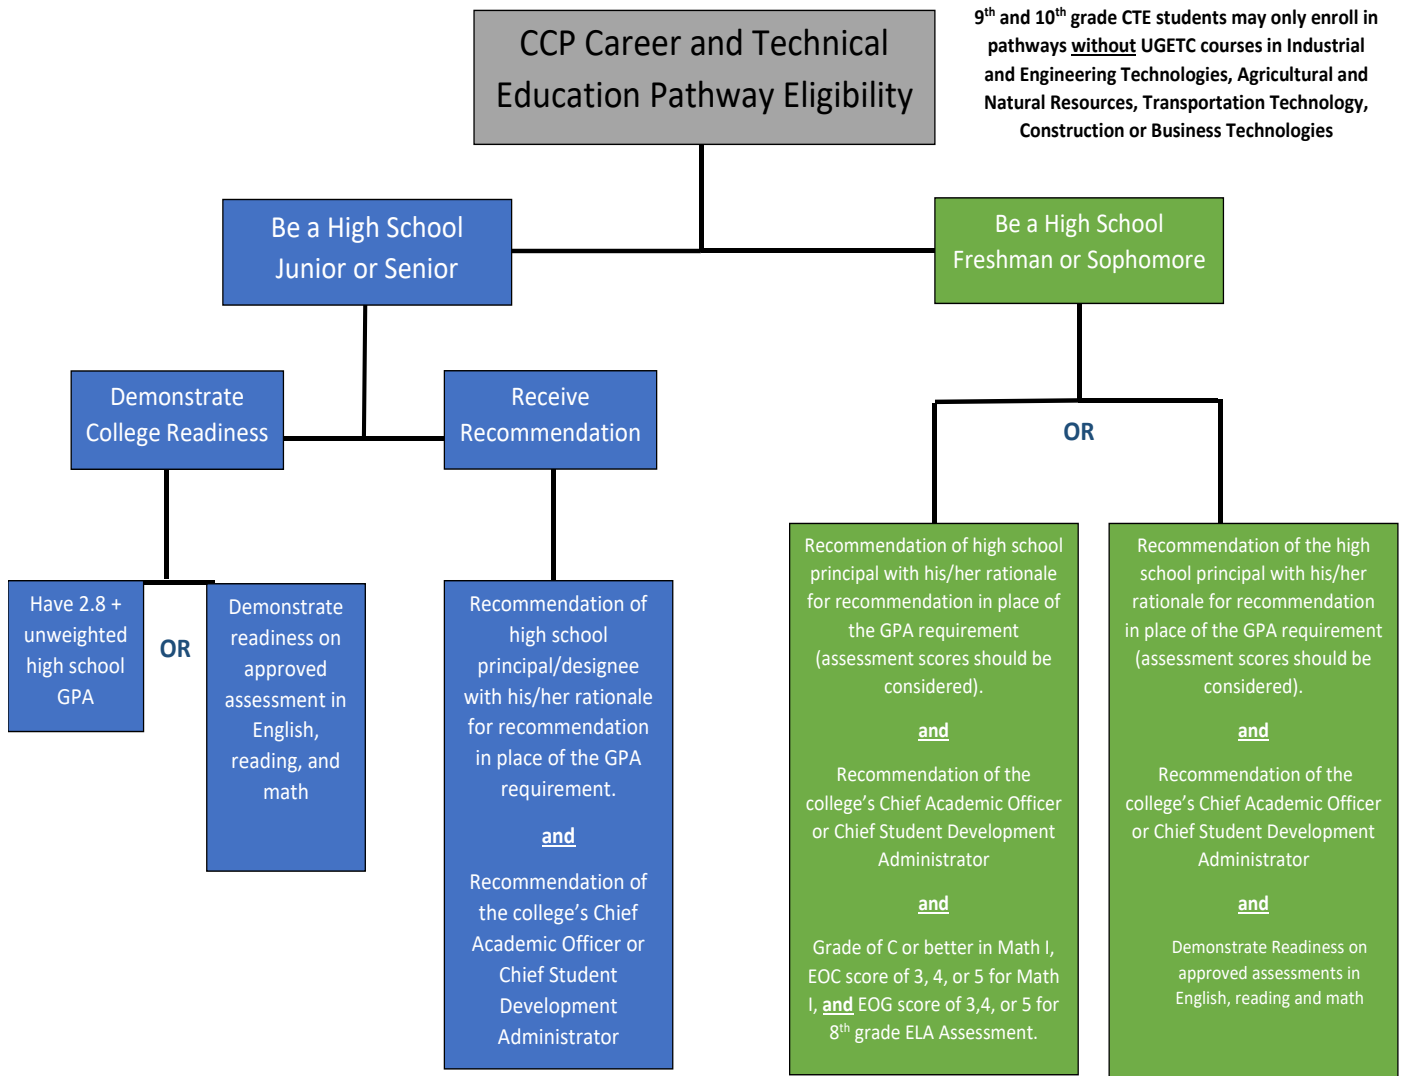 CCP Career and Technical
Education Pathway Eligibility
9th and 10th grade CTE students may only enroll in
pathways without UGETC courses in Industrial
and Engineering Technologies, Agricultural and
Natural Resources, Transportation Technology,
Construction or Business Technologies
Be a High School
Junior or Senior
Be a High School
Freshman or Sophomore
Demonstrate
College Readiness
Receive
Recommendation
OR
Have 2.8 +
unweighted
high school
GPA
OR
Demonstrate
readiness on
approved
assessment in
English,
reading, and
math
Recommendation of
high school
principal/designee
with his/her rationale
for recommendation
in place of the GPA
requirement.
and
Recommendation of
the college’s Chief
Academic Officer or
Chief Student
Development
Administrator
Recommendation of high school
principal with his/her rationale
for recommendation in place of
the GPA requirement
(assessment scores should be
considered).
and
Recommendation of the
college’s Chief Academic Officer
or Chief Student Development
Administrator
and
Grade of C or better in Math I,
EOC score of 3, 4, or 5 for Math
I, and EOG score of 3,4, or 5 for
8th grade ELA Assessment.
Recommendation of the high
school principal with his/her
rationale for recommendation
in place of the GPA requirement
(assessment scores should be
considered).
and
Recommendation of the
college’s Chief Academic Officer
or Chief Student Development
Administrator
and
Demonstrate Readiness on
approved assessments in
English, reading and math